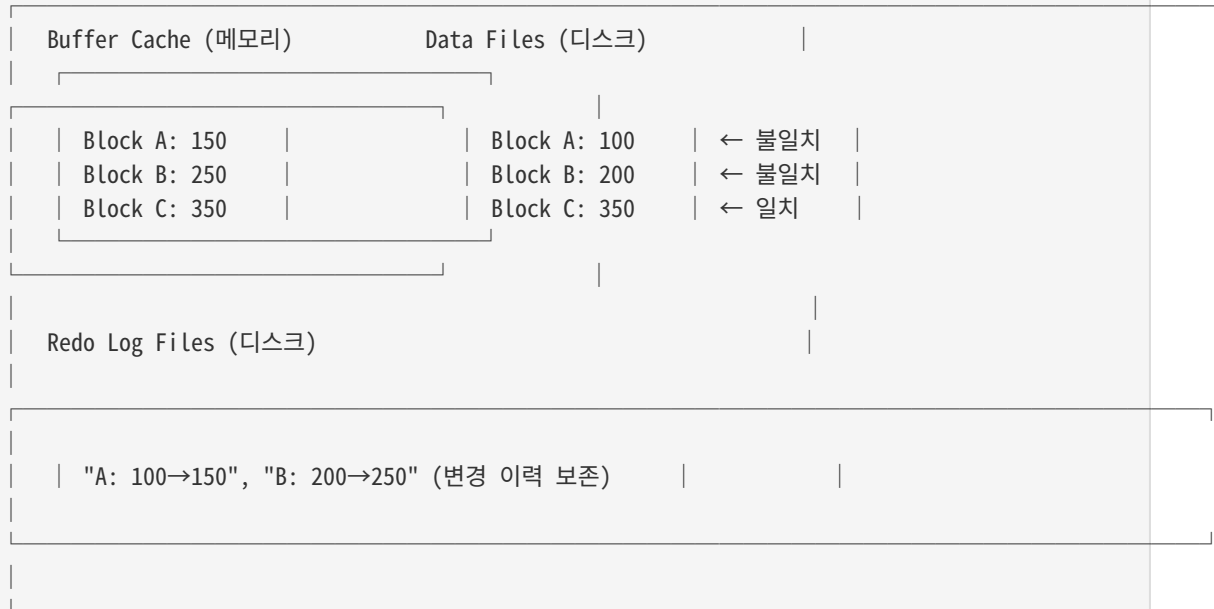 Buffer Cache (메모리) Data Files (디스크)
Block A: 150 Block A: 100 ← 불일치
Block B: 250 Block B: 200 ← 불일치
Block C: 350 Block C: 350 ← 일치
Redo Log Files (디스크)
"A: 100→150", "B: 200→250" (변경 이력 보존)